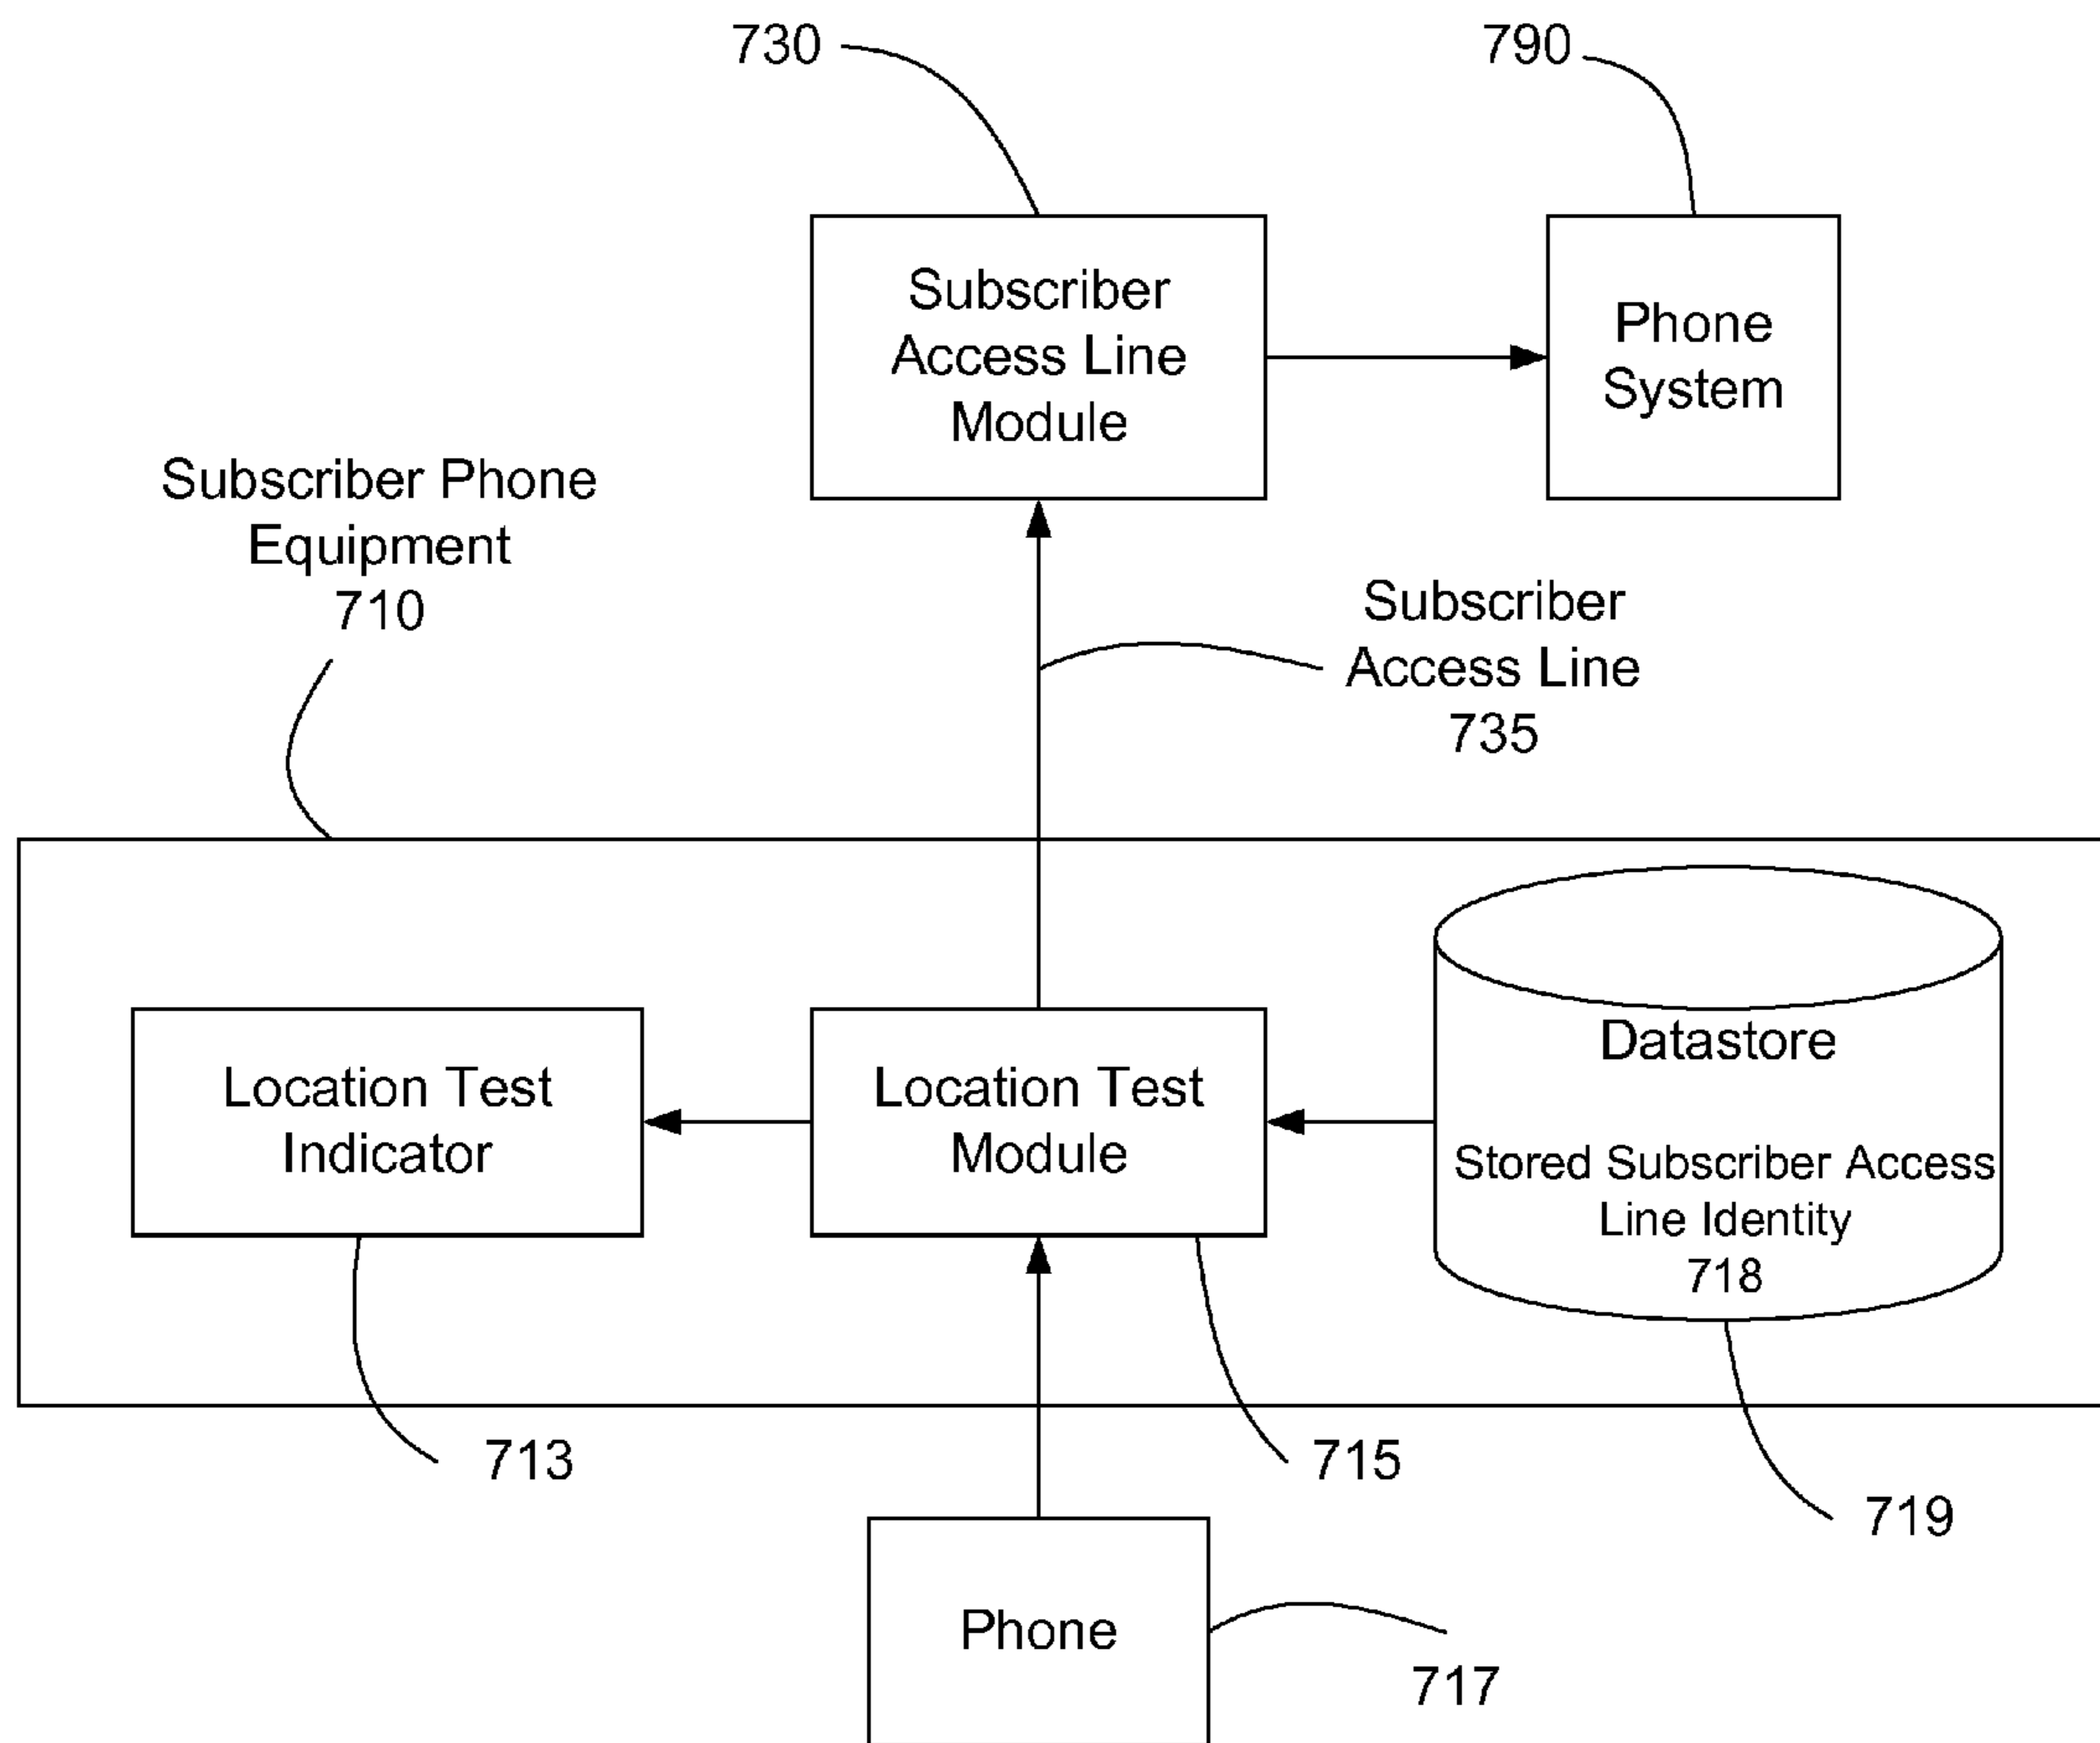 730
790
Subscriber
Access Line
Module
Phone
System
Subscriber Phone
Equipment
710
Subscriber
Access Line
735
Location Test
Indicator
Location Test
Module
Datastore
Stored Subscriber Access
Line Identity
718
713
715
719
Phone
717